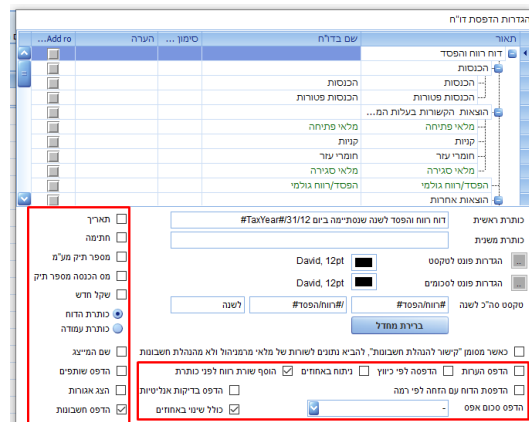 הגדרות הדפסת דו"ח
תאור שם בדו"ח סימון ... הערה Add ro...
דוח רווח והפסד
הכנסות
הכנסות הכנסות
הכנסות פטורות הכנסות פטורות
הוצאות הקשורות בעלות המ...
מלאי פתיחה מלאי פתיחה
קניות קניות
חומרי עזר חומרי עזר
מלאי סגירה מלאי סגירה
הפסד/רווח גולמי הפסד/רווח גולמי
הוצאות אחרות
כותרת ראשית דוח רווח והפסד לשנה שנסתיימה ביום 31/12/#TaxYear#
כותרת משנית
הגדרות פונט לטקסט David, 12pt
הגדרות פונט לסכומים David, 12pt
טקסט סה"כ לשנה #רווח/הפסד# #רווח/הפסד#/ לשנה
ברירת מחדל
תאריך
חתימה
מספר תיק מע"מ
מס הכנסה מספר תיק
שקל חדש
כותרת הדוח
כותרת עמודה
שם המייצג
הדפס שותפים
הצג אגורות
הדפס חשבונות
כאשר מסומן "קישור להנהלת חשבונות", להביא נתונים לשורות של מלאי מרמניהול ולא מהנהלת חשבונות
הדפס הערות הדפסה לפי כיווץ ניתוח באחוזים הוסף שורת רווח לפני כותרת
הדפסת הדוח עם הזחה לפי רמה הדפס בדיקות אנליטיות
הדפס סכום אפס - כולל שינוי באחוזים